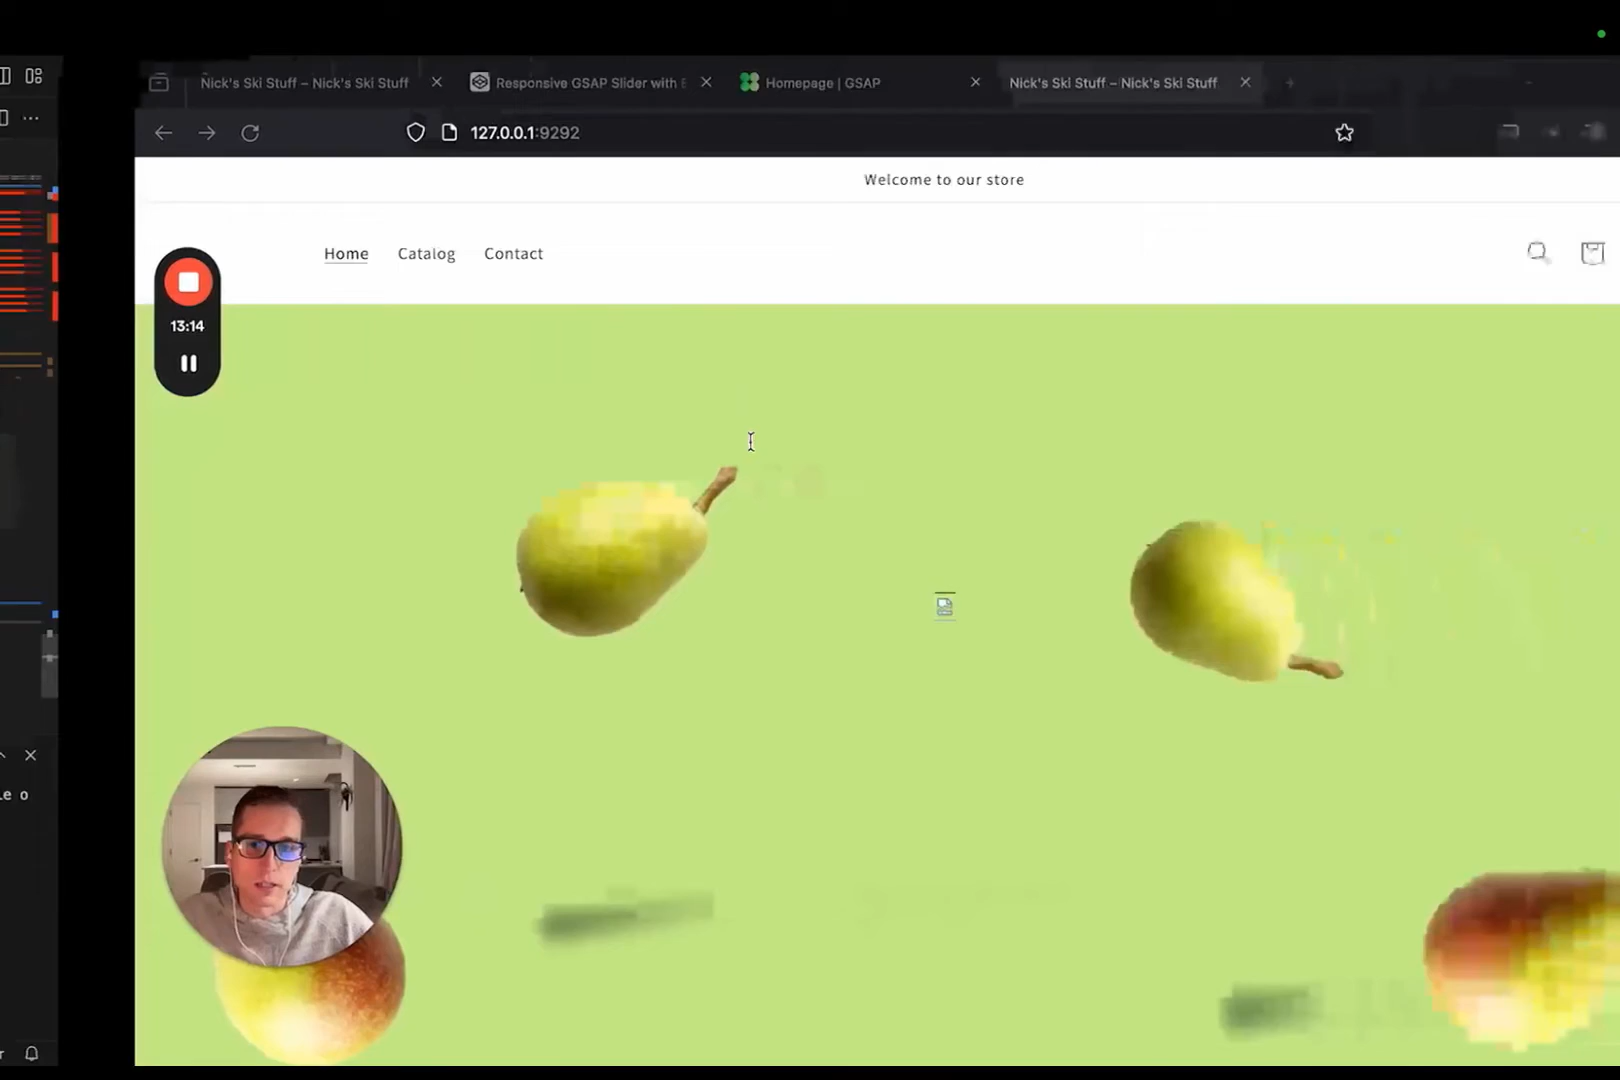 Nick's Ski Stuff – Nick's Ski Stuff
Responsive GSAP Slider with
Homepage | GSAP
Nick's Ski Stuff – Nick's Ski Stuff
127.0.0.1:9292
Welcome to our store
Home Catalog Contact
13:14